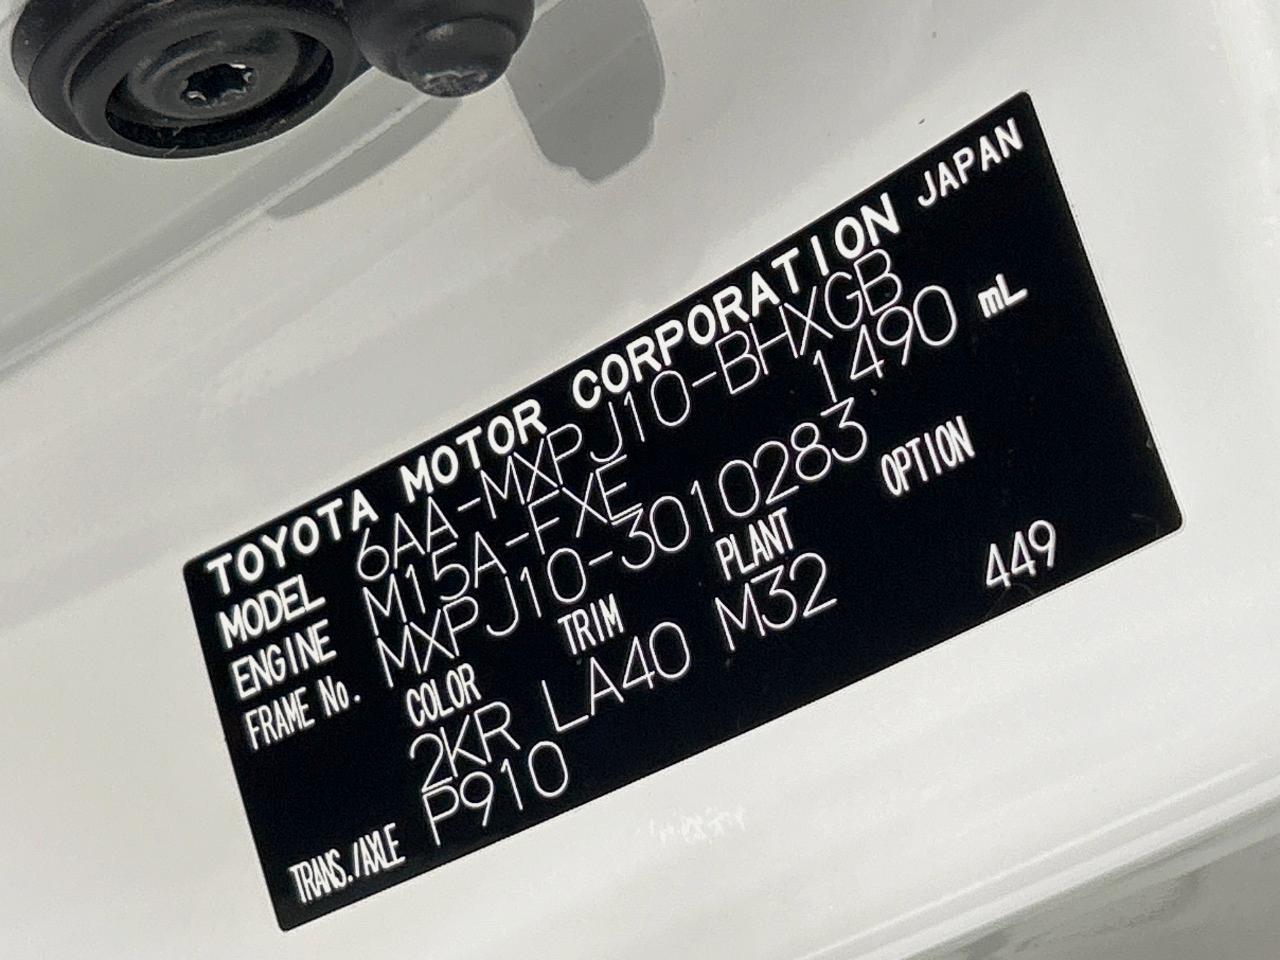 TOYOTA MOTOR CORPORATION JAPAN
MODEL 6AA-MXPJ10-BHXGB
ENGINE M15A-FXE 1490 mL
FRAME No. MXPJ10-3010283
COLOR TRIM PLANT OPTION
2KR LA40 M32 449
TRANS./AXLE P910